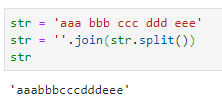 str = 'aaa bbb ccc ddd eee'
str = ''.join(str.split())
str
'aaabbbcccdddeee'